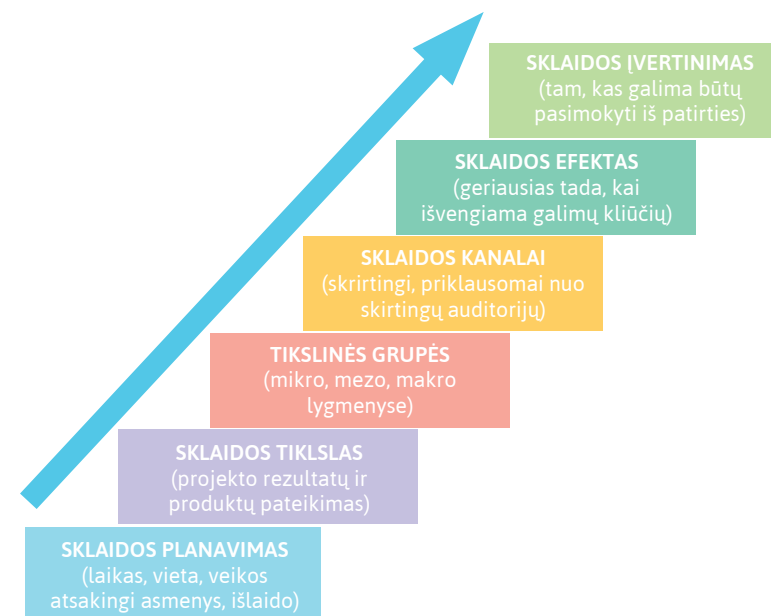 SKLAIDOS ĮVERTINIMAS
(tam, kas galima būtų
pasimokyti iš patirties)
SKLAIDOS EFEKTAS
(geriausias tada, kai
išvengiama galimų kliūčių)
SKLAIDOS KANALAI
(skrirtingi, priklausomai nuo
skirtingų auditorijų)
TIKSLINĖS GRUPĖS
(mikro, mezo, makro
lygmenyse)
SKLAIDOS TIKLSLAS
(projekto rezultatų ir
produktų pateikimas)
SKLAIDOS PLANAVIMAS
(laikas, vieta, veikos
atsakingi asmenys, išlaido)